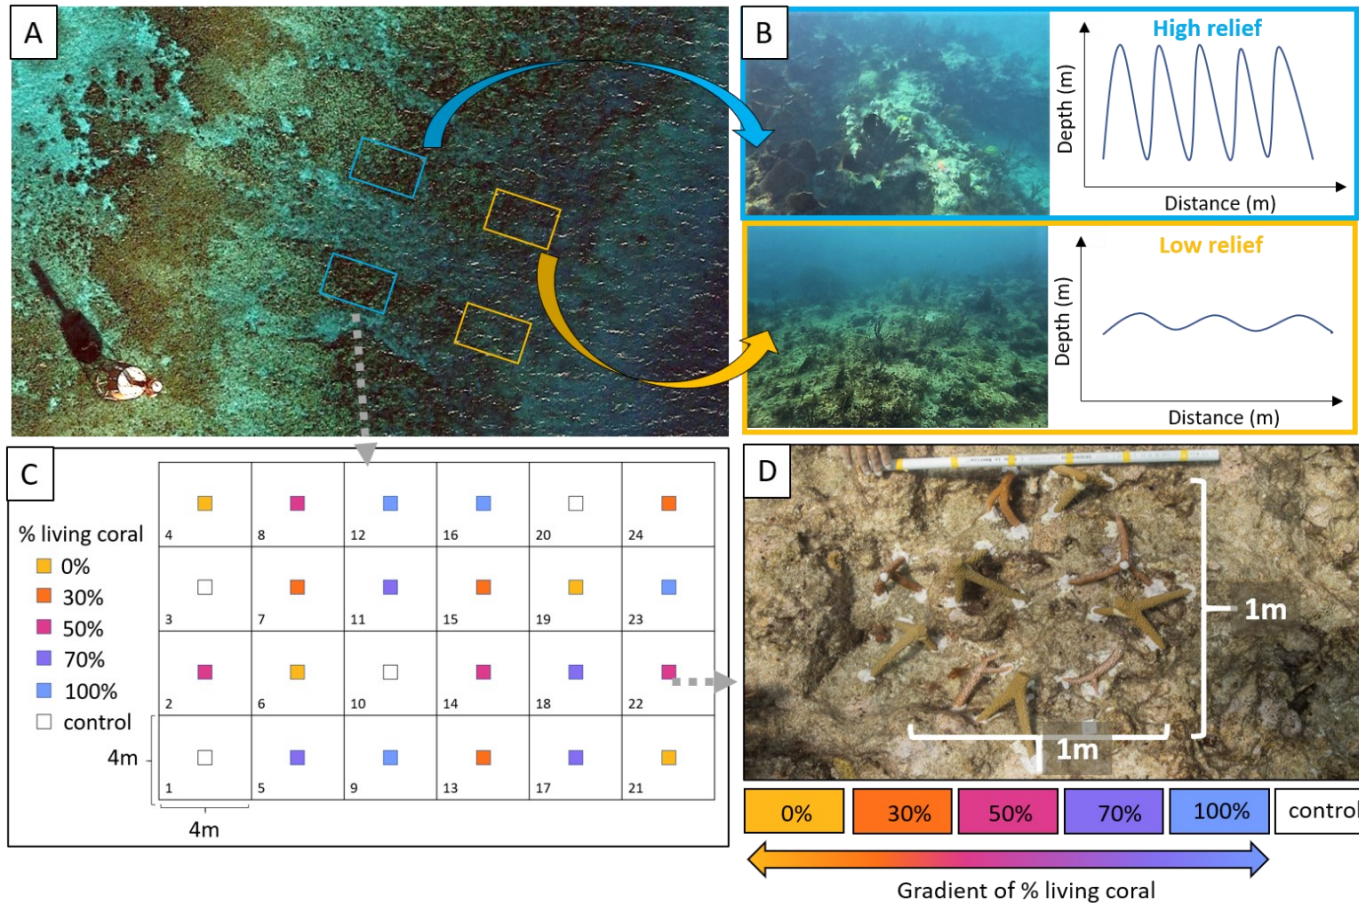 A
B
High relief
Depth (m)
Distance (m)
Low relief
Depth (m)
Distance (m)
C
% living coral
0%
30%
50%
70%
100%
control
4 8 12 16 20 24
3 7 11 15 19 23
2 6 10 14 18 22
1 5 9 13 17 21
4m
4m
D
1m
1m
0% 30% 50% 70% 100% control
Gradient of % living coral